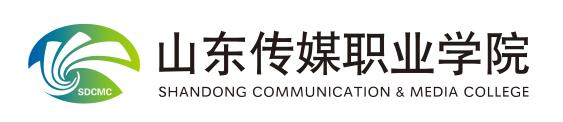 SDCMC
山东传媒职业学院
SHANDONG COMMUNICATION & MEDIA COLLEGE